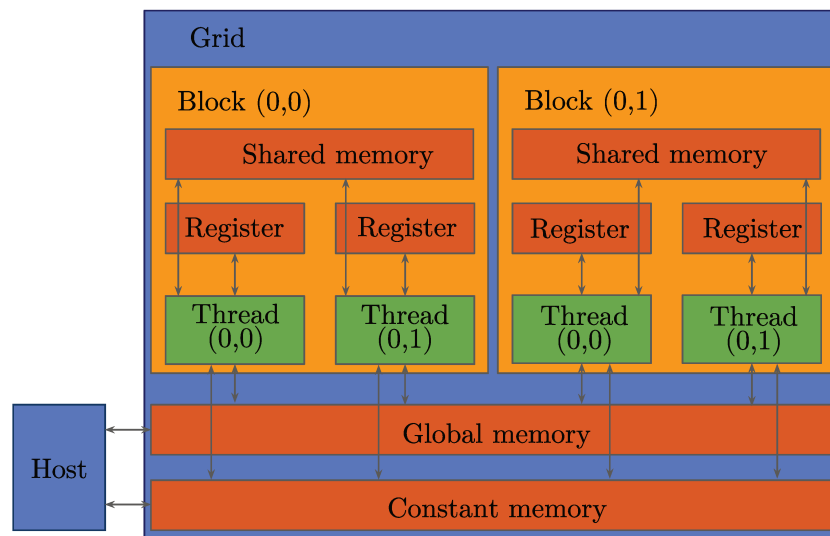 Grid
Block (0,0)
Block (0,1)
Shared memory
Shared memory
Register
Register
Register
Register
Thread
(0,0)
Thread
(0,1)
Thread
(0,0)
Thread
(0,1)
Global memory
Host
Constant memory